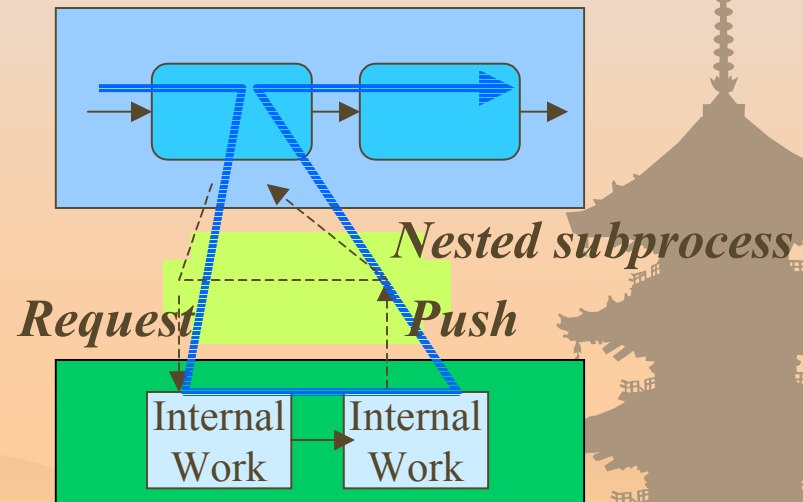 Nested subprocess
Request
Push
Internal
Work
Internal
Work